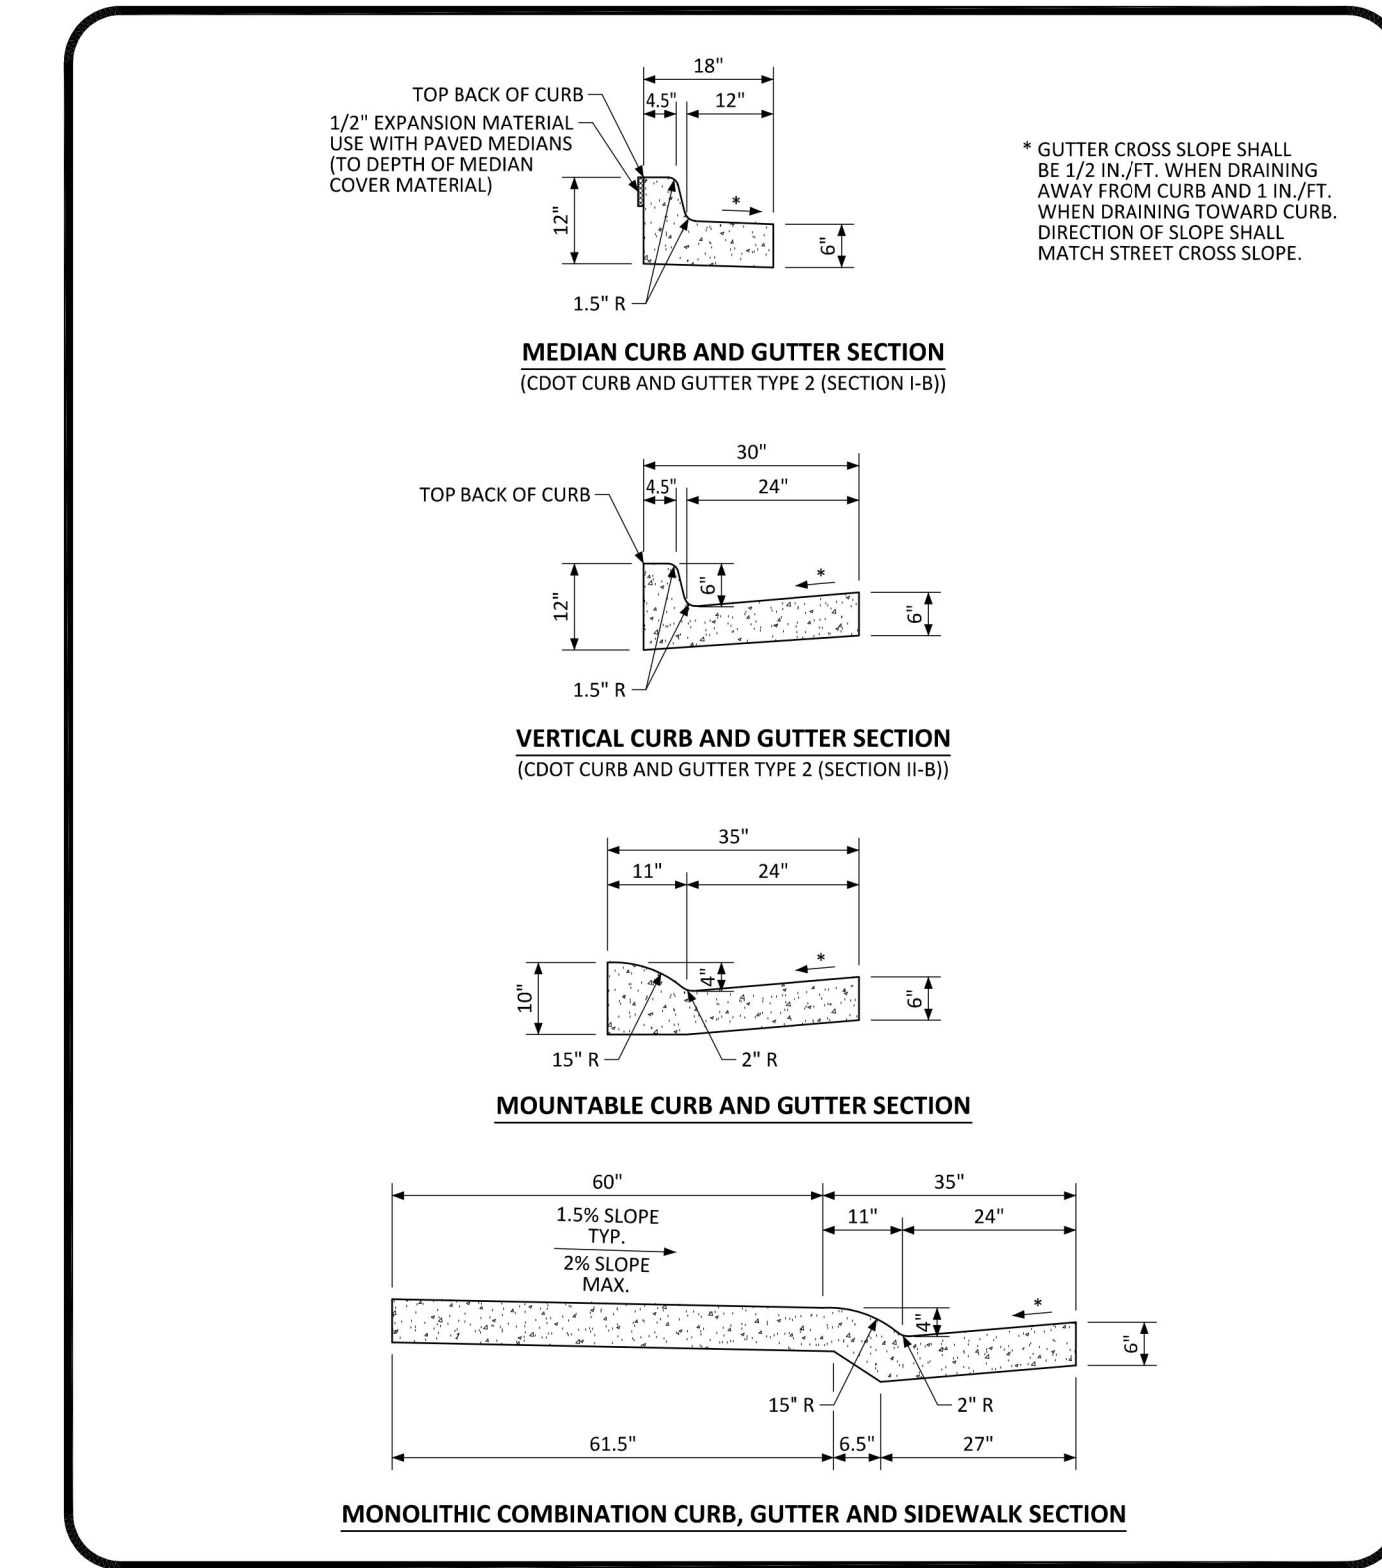 18"
TOP BACK OF CURB
4.5"
12"
1/2" EXPANSION MATERIAL
USE WITH PAVED MEDIANS
(TO DEPTH OF MEDIAN
COVER MATERIAL)
* GUTTER CROSS SLOPE SHALL
BE 1/2 IN./FT. WHEN DRAINING
AWAY FROM CURB AND 1 IN./FT.
WHEN DRAINING TOWARD CURB.
DIRECTION OF SLOPE SHALL
MATCH STREET CROSS SLOPE.
*
12"
6"
1.5" R
MEDIAN CURB AND GUTTER SECTION
(CDOT CURB AND GUTTER TYPE 2 (SECTION I-B))
30"
4.5"
24"
TOP BACK OF CURB
*
12"
6"
6"
1.5" R
VERTICAL CURB AND GUTTER SECTION
(CDOT CURB AND GUTTER TYPE 2 (SECTION II-B))
35"
11"
24"
*
10"
4"
6"
15" R
2" R
MOUNTABLE CURB AND GUTTER SECTION
60"
35"
1.5% SLOPE
TYP.
2% SLOPE
MAX.
11"
24"
*
4"
6"
15" R
2" R
61.5"
6.5"
27"
MONOLITHIC COMBINATION CURB, GUTTER AND SIDEWALK SECTION